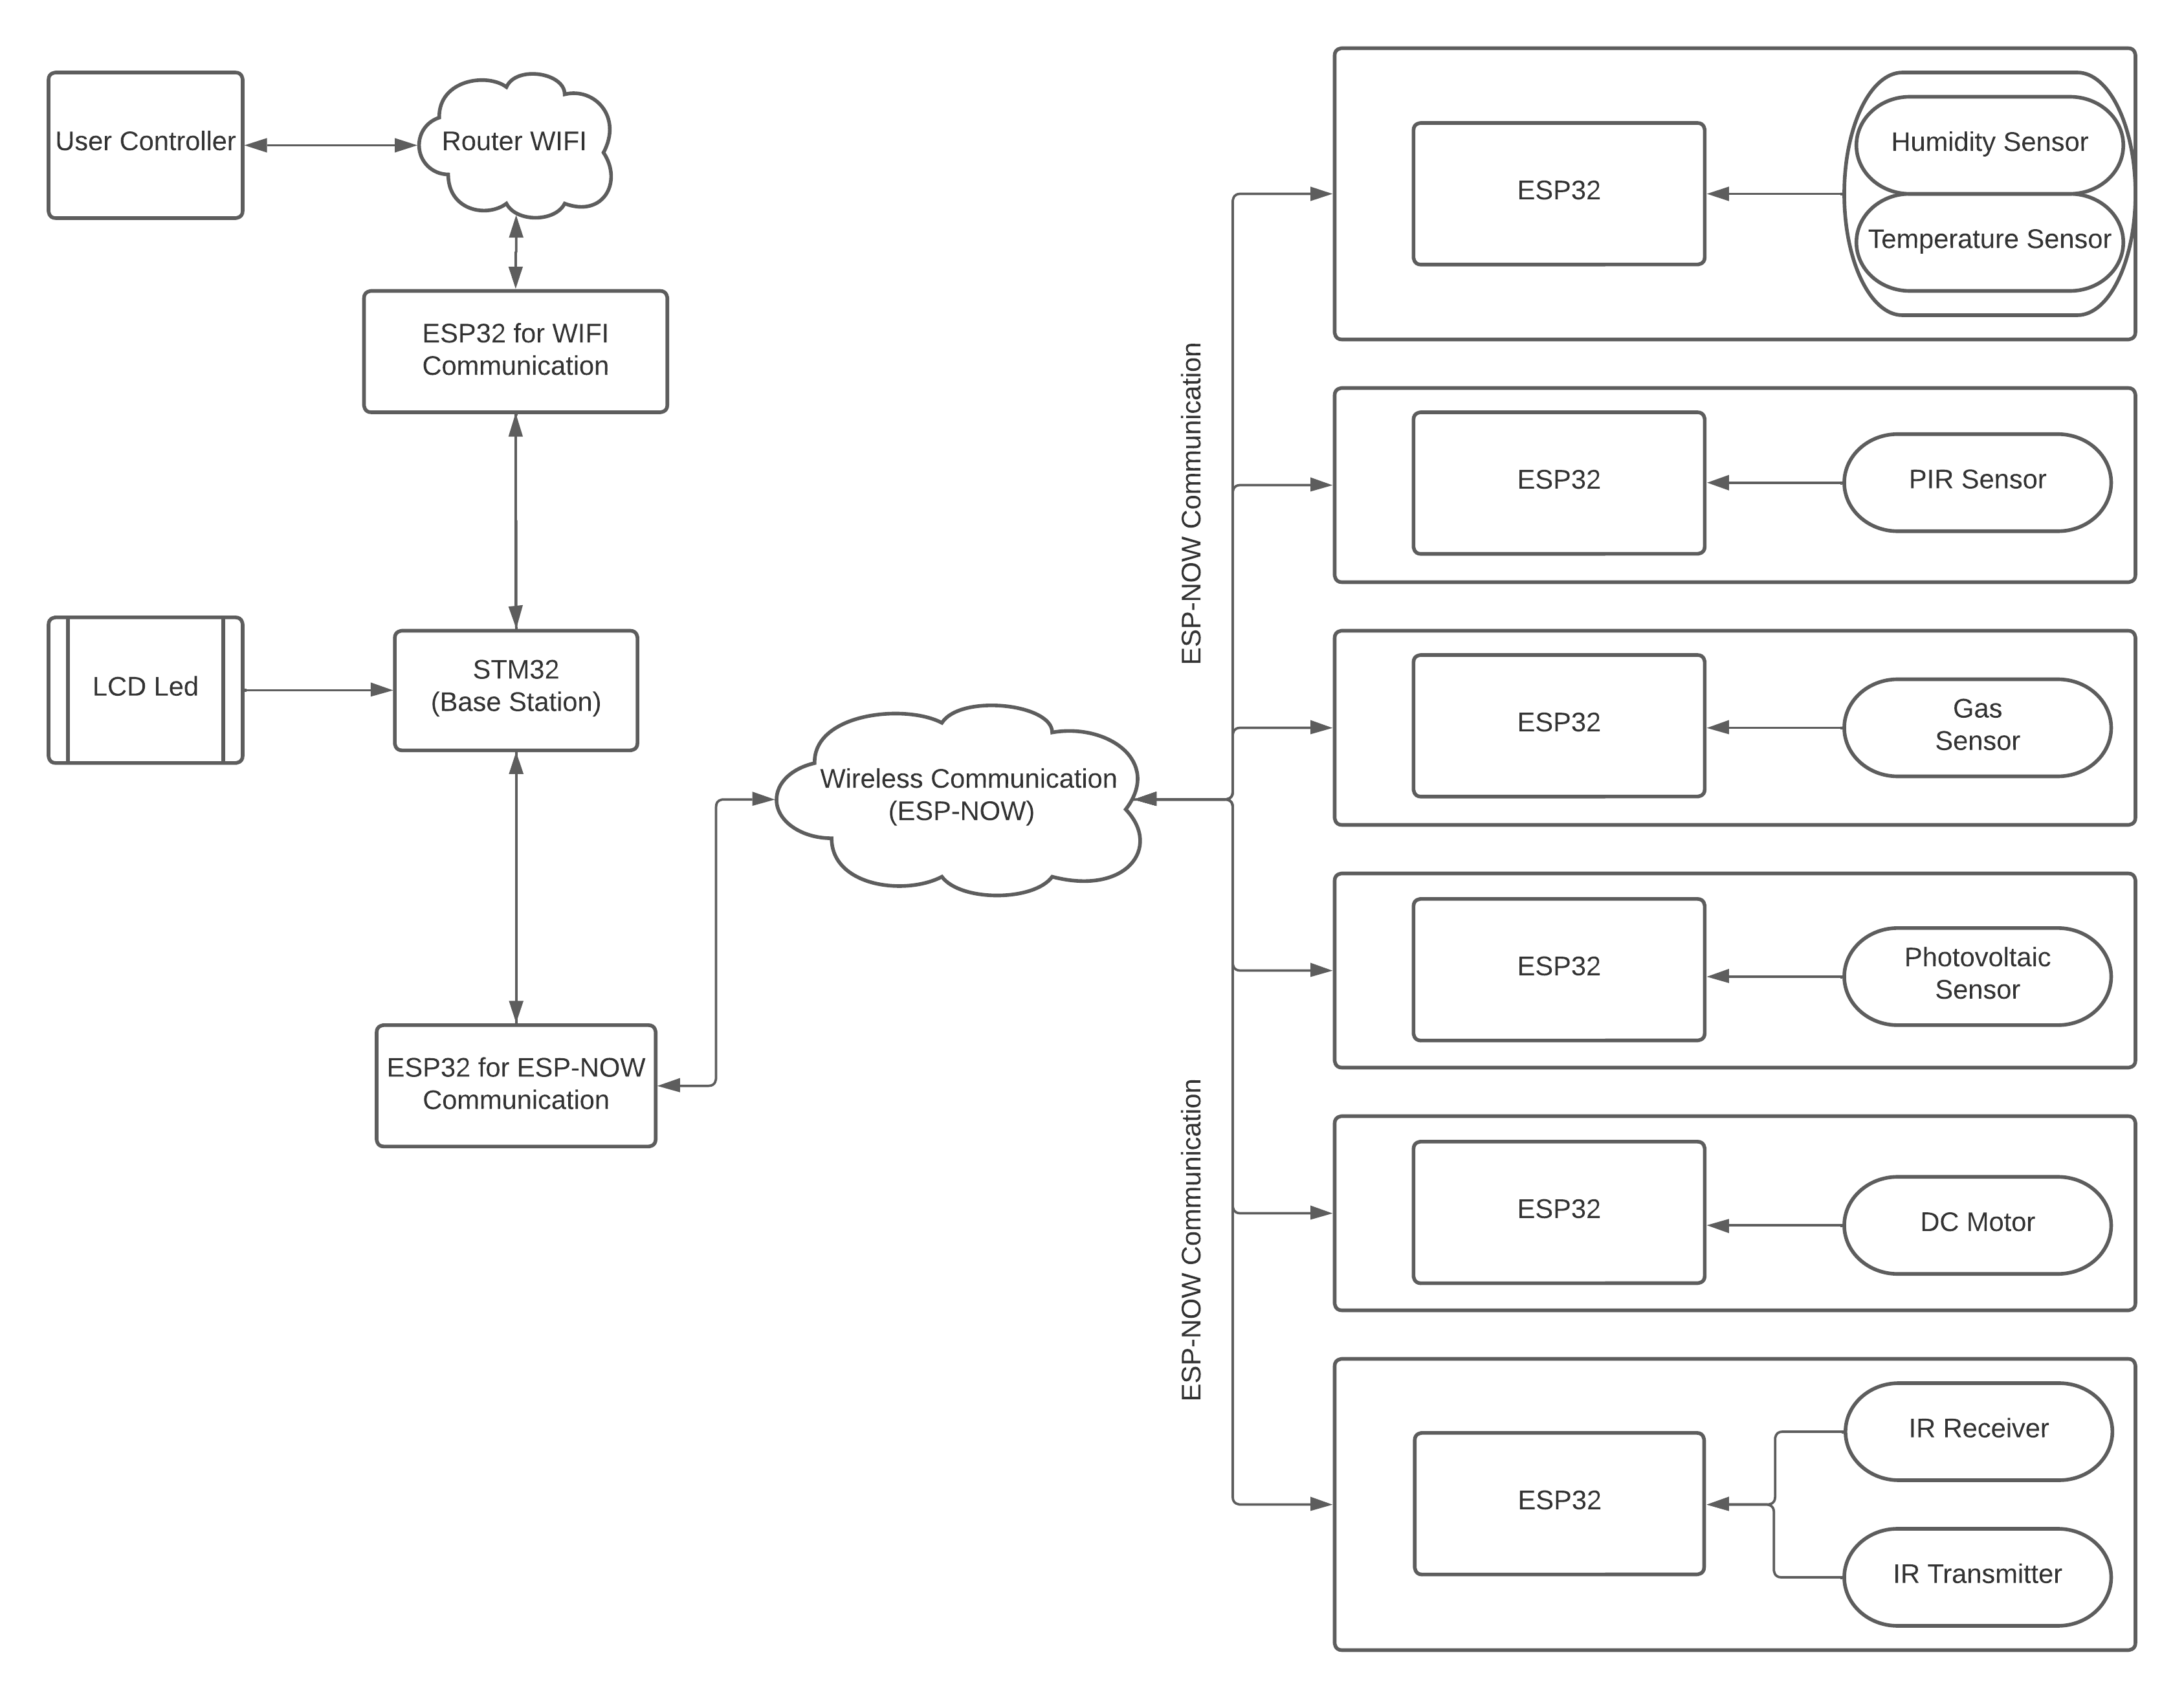 User Controller
Router WIFI
ESP32 for WIFI
Communication
LCD Led
STM32
(Base Station)
ESP32 for ESP-NOW
Communication
Wireless Communication
(ESP-NOW)
ESP-NOW Communication
ESP-NOW Communication
ESP32
Humidity Sensor
Temperature Sensor
ESP32
PIR Sensor
ESP32
Gas
Sensor
ESP32
Photovoltaic
Sensor
ESP32
DC Motor
ESP32
IR Receiver
IR Transmitter